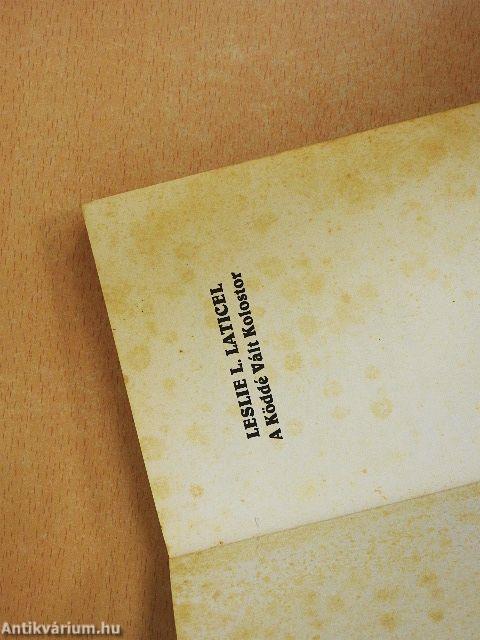 LESLIE L. LATICEL
A Köddé Vált Kolostor
Antikvárium.hu